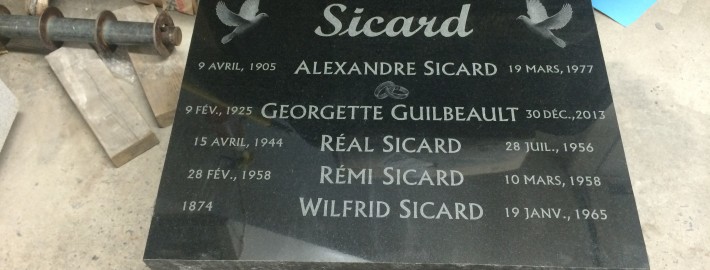 Sicard
9 AVRIL, 1905 ALEXANDRE SICARD 19 MARS, 1977
9 FÉV., 1925 GEORGETTE GUILBEAULT 30 DÉC., 2013
15 AVRIL, 1944 RÉAL SICARD 28 JUIL., 1956
28 FÉV., 1958 RÉMI SICARD 10 MARS, 1958
1874 WILFRID SICARD 19 JANV., 1965